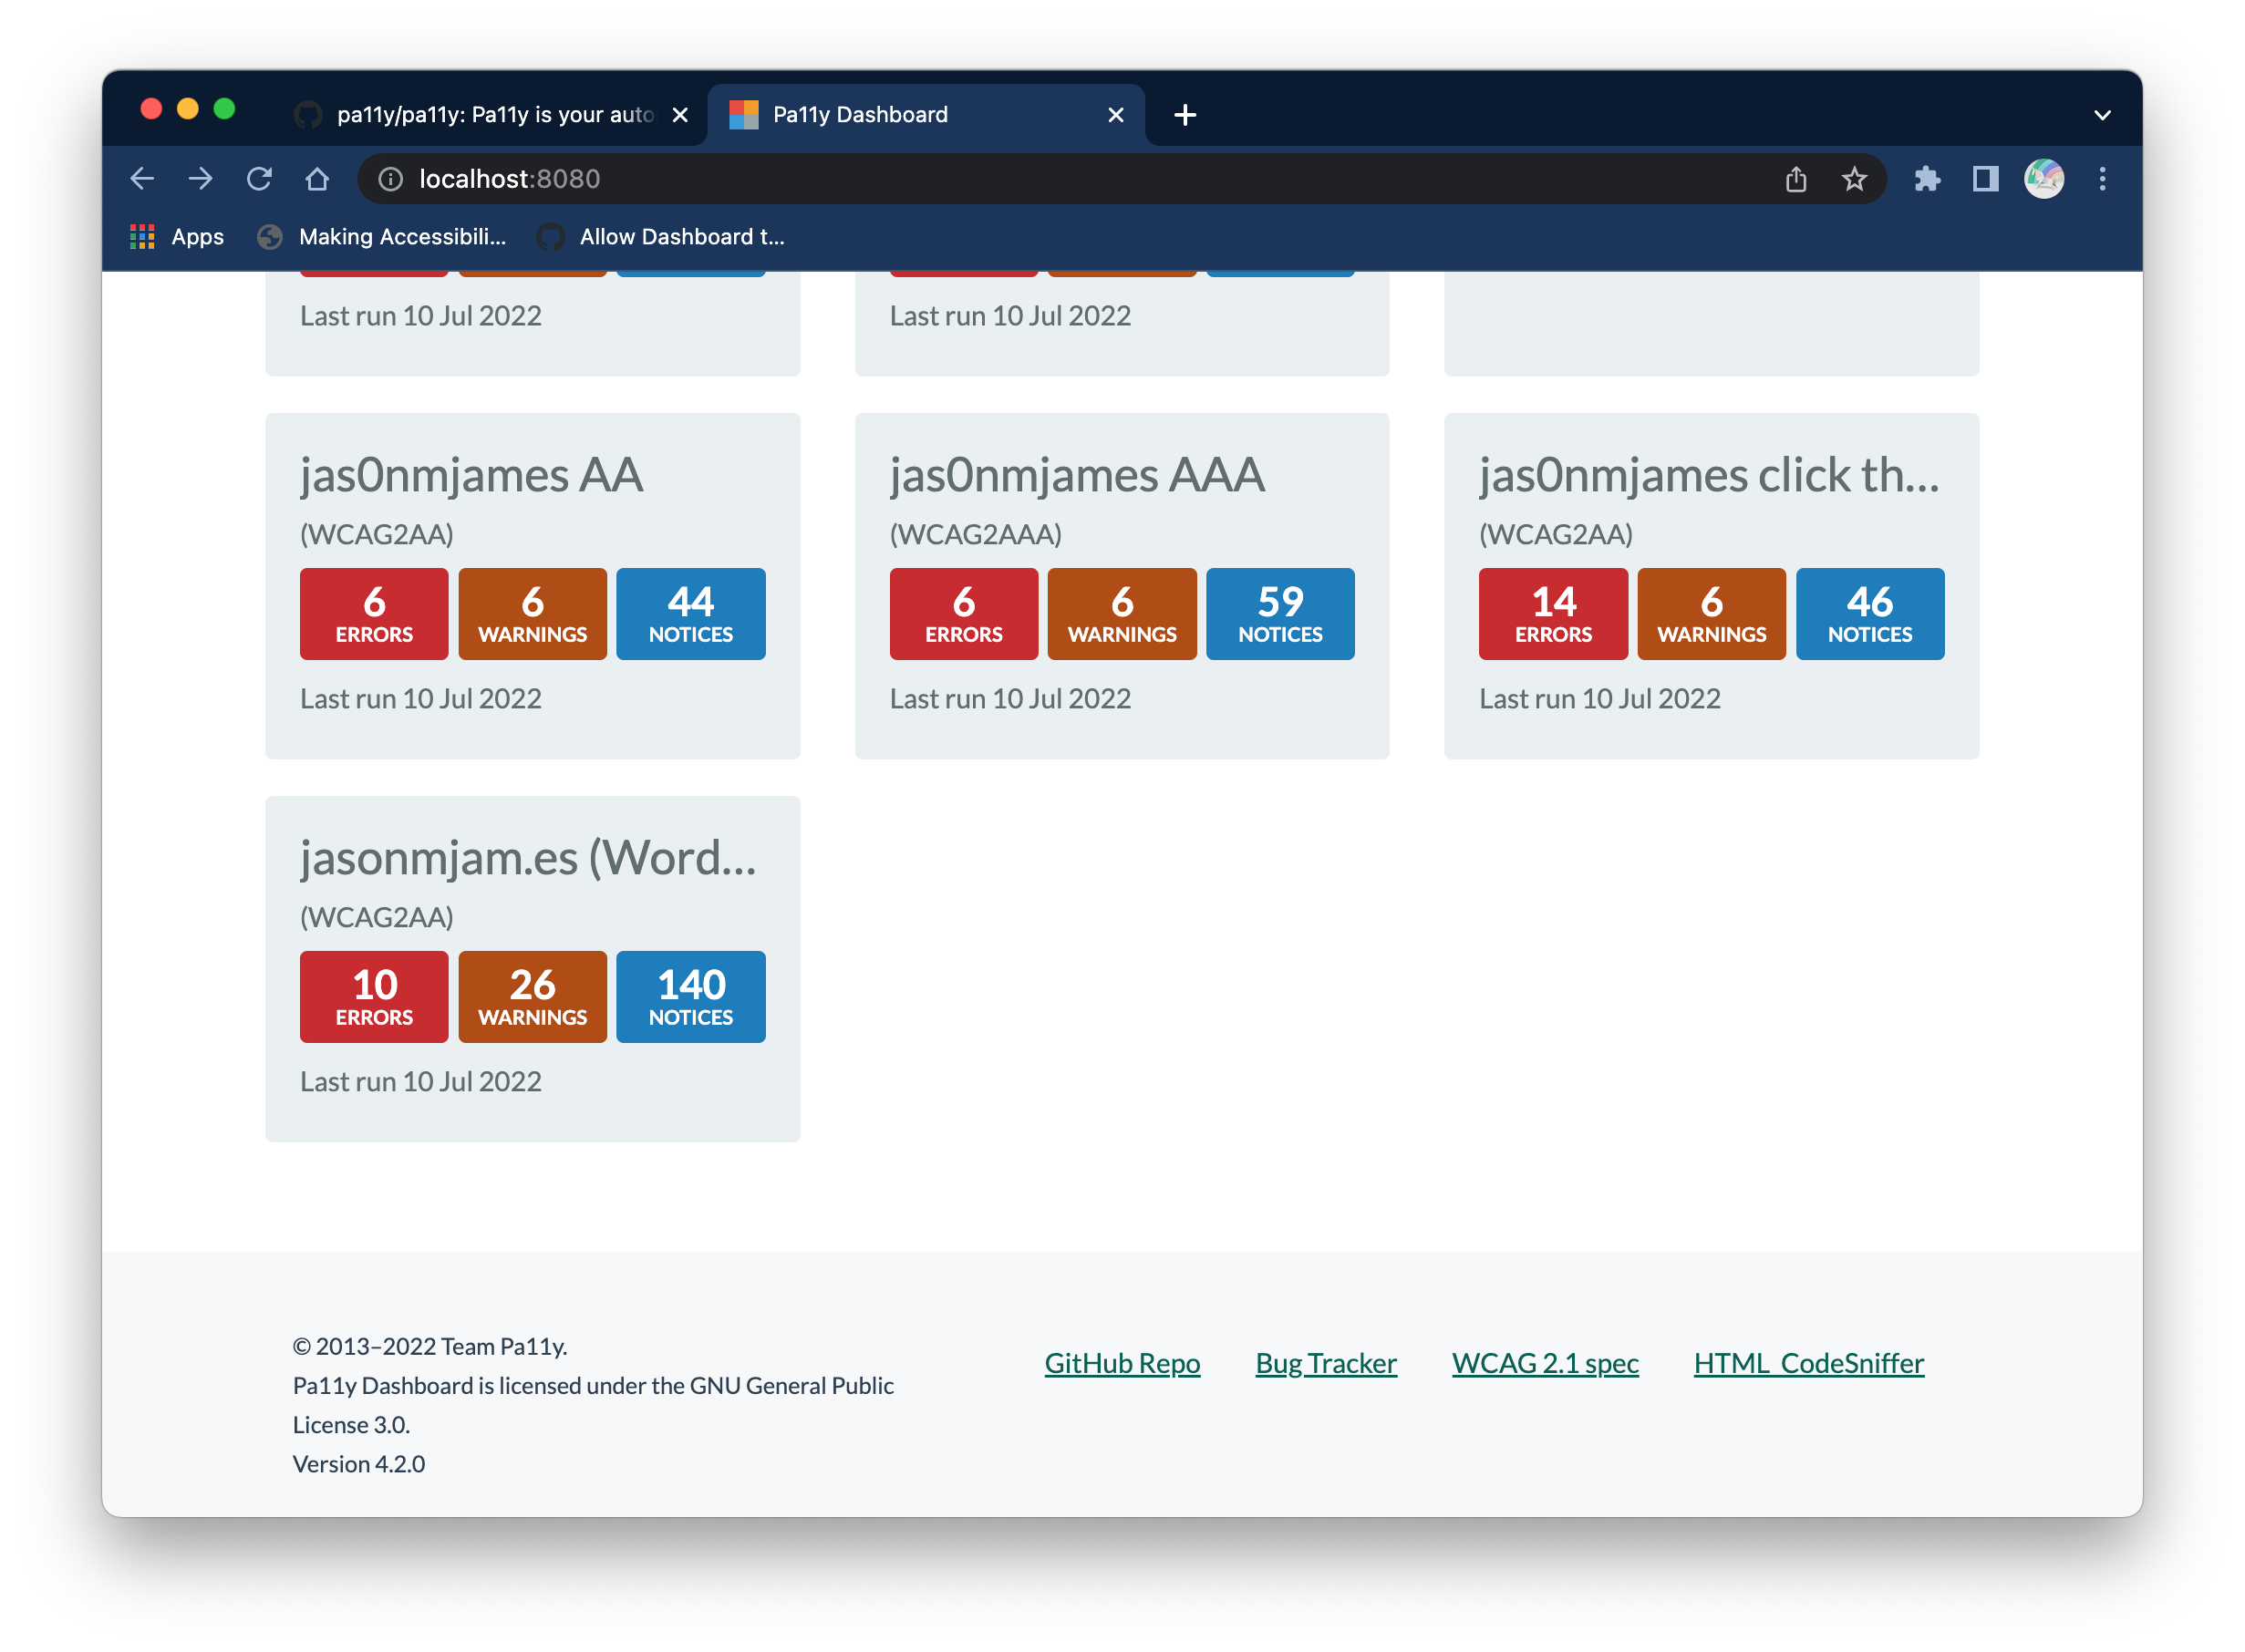 pa11y/pa11y: Pa11y is your auto
Pa11y Dashboard
localhost:8080
Apps
Making Accessibili...
Allow Dashboard t...
Last run 10 Jul 2022
Last run 10 Jul 2022
jas0nmjames AA
(WCAG2AA)
6
ERRORS
6
WARNINGS
44
NOTICES
Last run 10 Jul 2022
jas0nmjames AAA
(WCAG2AAA)
6
ERRORS
6
WARNINGS
59
NOTICES
Last run 10 Jul 2022
jas0nmjames click th...
(WCAG2AA)
14
ERRORS
6
WARNINGS
46
NOTICES
Last run 10 Jul 2022
jasonmjam.es (Word...
(WCAG2AA)
10
ERRORS
26
WARNINGS
140
NOTICES
Last run 10 Jul 2022
© 2013–2022 Team Pa11y.
Pa11y Dashboard is licensed under the GNU General Public
License 3.0.
Version 4.2.0
GitHub Repo
Bug Tracker
WCAG 2.1 spec
HTML_CodeSniffer